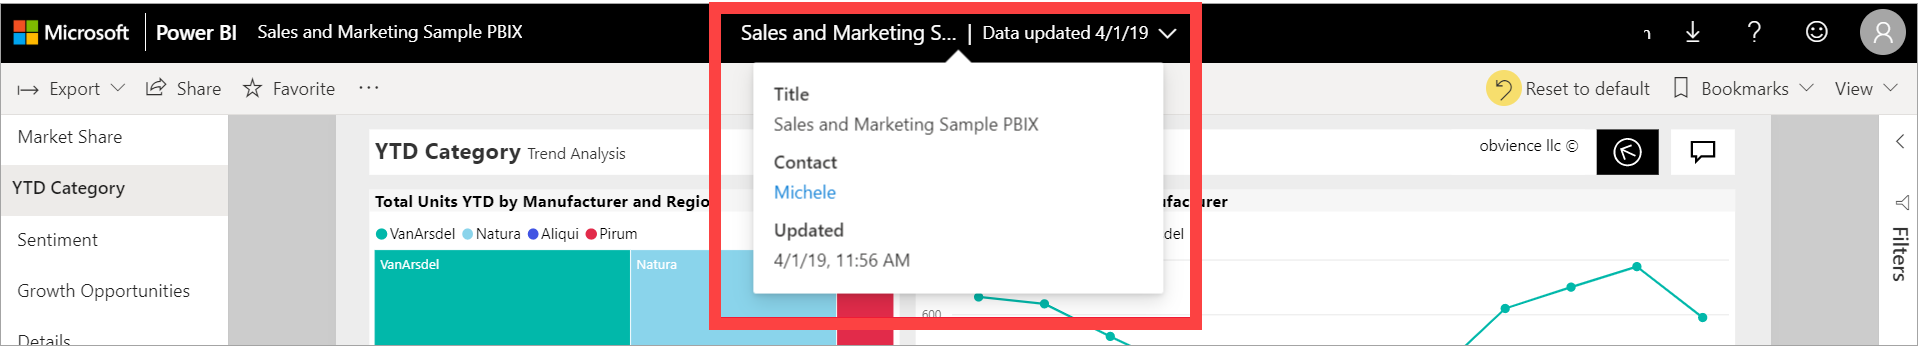 Microsoft Power BI Sales and Marketing Sample PBIX Sales and Marketing S... | Data updated 4/1/19 ?
Export Share Favorite ... Reset to default Bookmarks View
Market Share
YTD Category
Sentiment
Growth Opportunities
Details
YTD Category Trend Analysis
obvience llc ©
Total Units YTD by Manufacturer and Regio
VanArsdel Natura Aliqui Pirum
VanArsdel Natura
Title
Sales and Marketing Sample PBIX
Contact
Michele
Updated
4/1/19, 11:56 AM
ufacturer
del
600
Filters